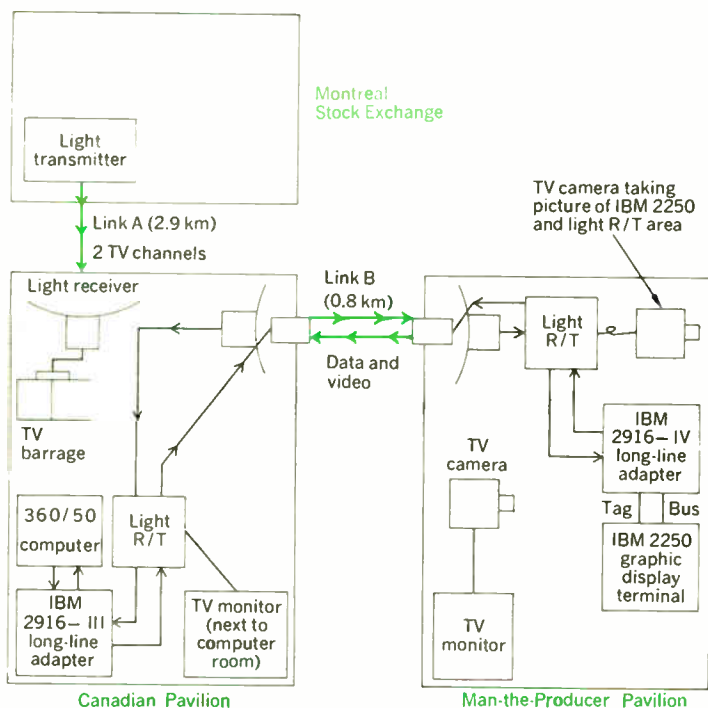 Montreal
Stock Exchange
Light
transmitter
Link A (2.9 km)
2 TV channels
TV camera taking
picture of IBM 2250
and light R/T area
Light receiver
TV
barrage
Link B
(0.8 km)
Data and
video
Light
R/T
IBM
2916–IV
long-line
adapter
Tag
Bus
IBM 2250
graphic
display
terminal
TV
camera
TV
monitor
360/50
computer
Light
R/T
IBM
2916–III
long-line
adapter
TV monitor
(next to
computer
room)
Canadian Pavilion
Man-the-Producer Pavilion